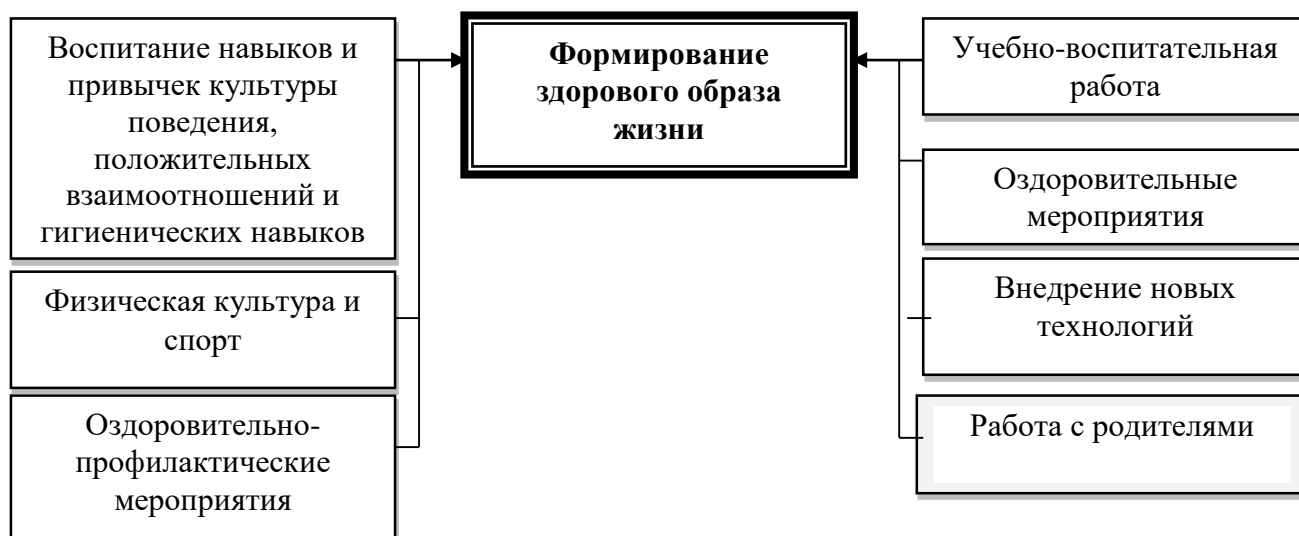 Воспитание навыков и
привычек культуры
поведения,
положительных
взаимоотношений и
гигиенических навыков
Физическая культура и
спорт
Оздоровительно-
профилактические
мероприятия
Формирование
здорового образа
жизни
Учебно-воспитательная
работа
Оздоровительные
мероприятия
Внедрение новых
технологий
Работа с родителями